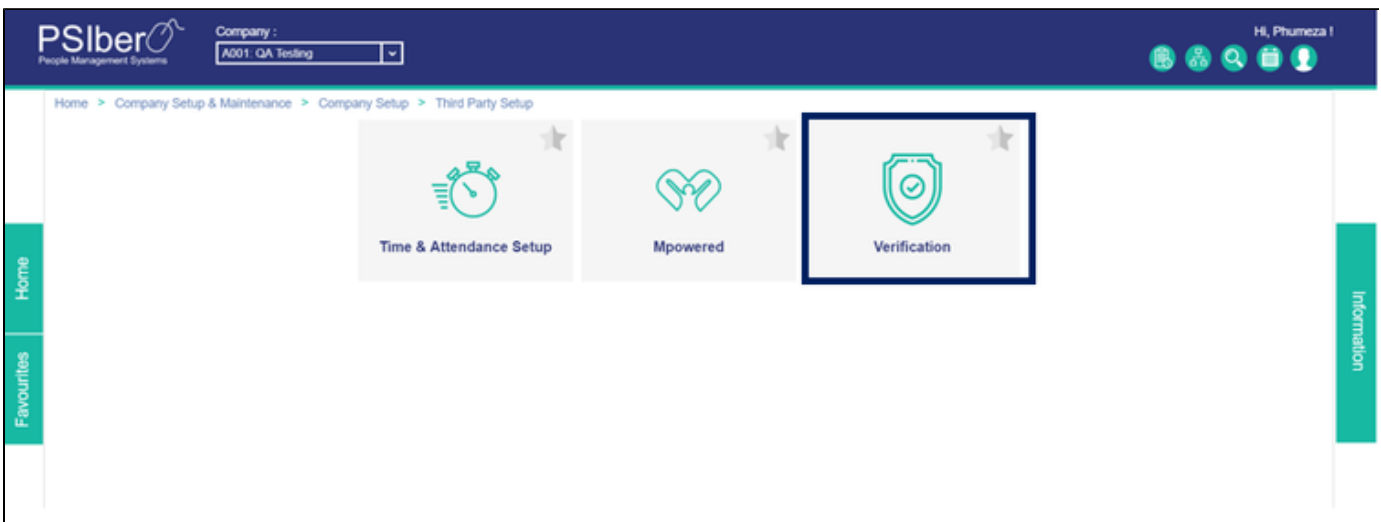 PSIber
People Management Systems
Company :
A001: QA Testing
Hi, Phumeza !
Home > Company Setup & Maintenance > Company Setup > Third Party Setup
Time & Attendance Setup
Mpowered
Verification
Home
Favourites
Information